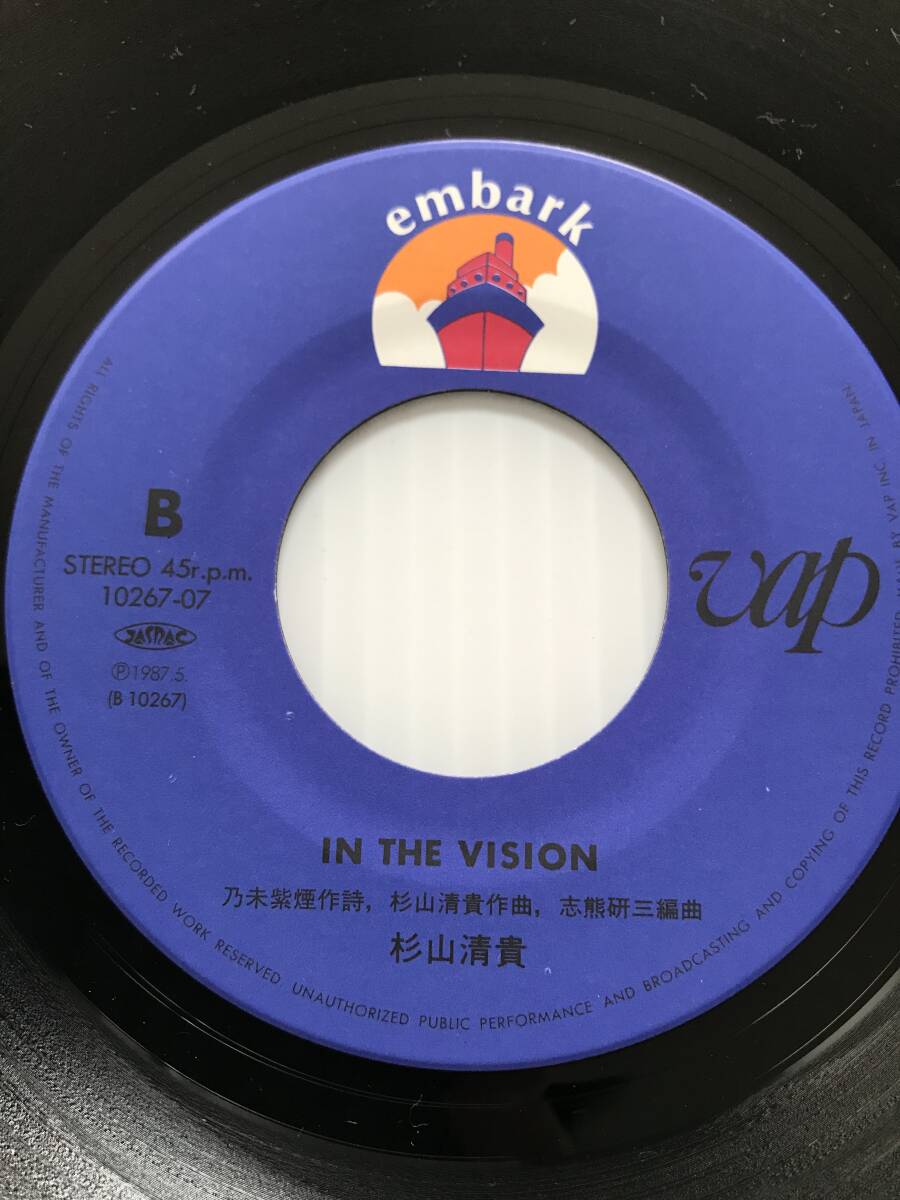 embark
B
STEREO 45r.p.m.
10267-07
JASRAC
Ⓟ1987.5.
(B 10267)
vap
IN THE VISION
乃未紫煙作詩, 杉山清貴作曲, 志熊研三編曲
杉山清貴
ALL RIGHTS OF THE MANUFACTURER AND OF THE OWNER OF THE RECORDED WORK RESERVED UNAUTHORIZED PUBLIC PERFORMANCE AND BROADCASTING AND COPYING OF THIS RECORD PROHIBITED MADE BY VAP INC IN JAPAN.